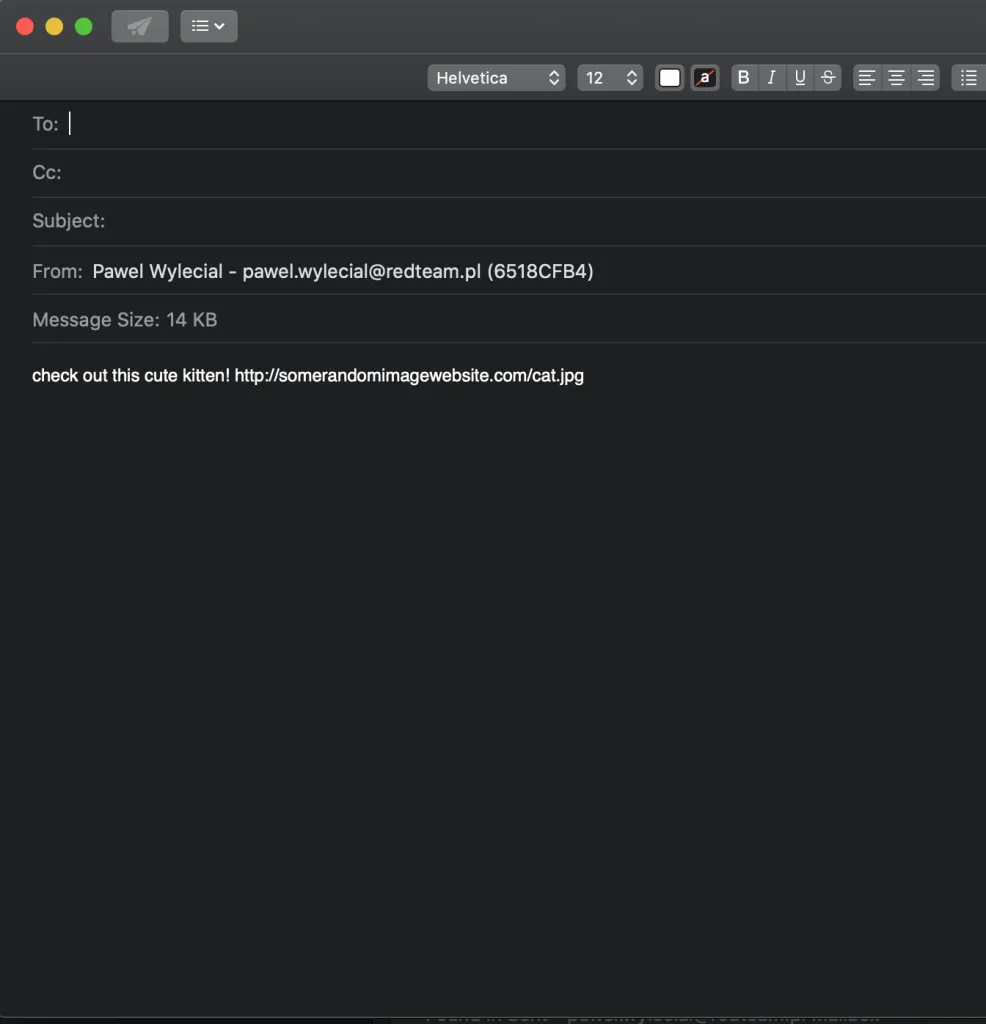 Helvetica 12 a B I U S
To:
Cc:
Subject:
From: Pawel Wylecial - pawel.wylecial@redteam.pl (6518CFB4)
Message Size: 14 KB
check out this cute kitten! http://somerandomimagewebsite.com/cat.jpg